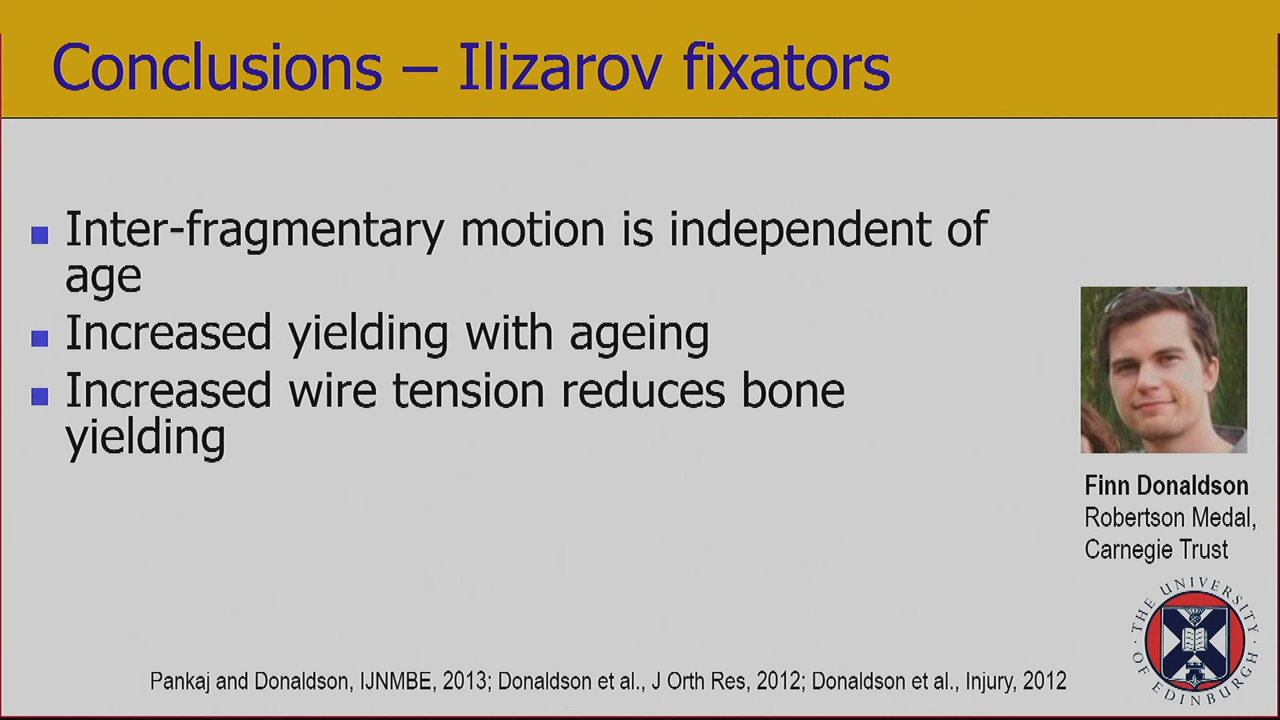 Conclusions – Ilizarov fixators
Inter-fragmentary motion is independent of
age
Increased yielding with ageing
Increased wire tension reduces bone
yielding
Finn Donaldson
Robertson Medal,
Carnegie Trust
THE UNIVERSITY
OF EDINBURGH
Pankaj and Donaldson, IJNMBE, 2013; Donaldson et al., J Orth Res, 2012; Donaldson et al., Injury, 2012